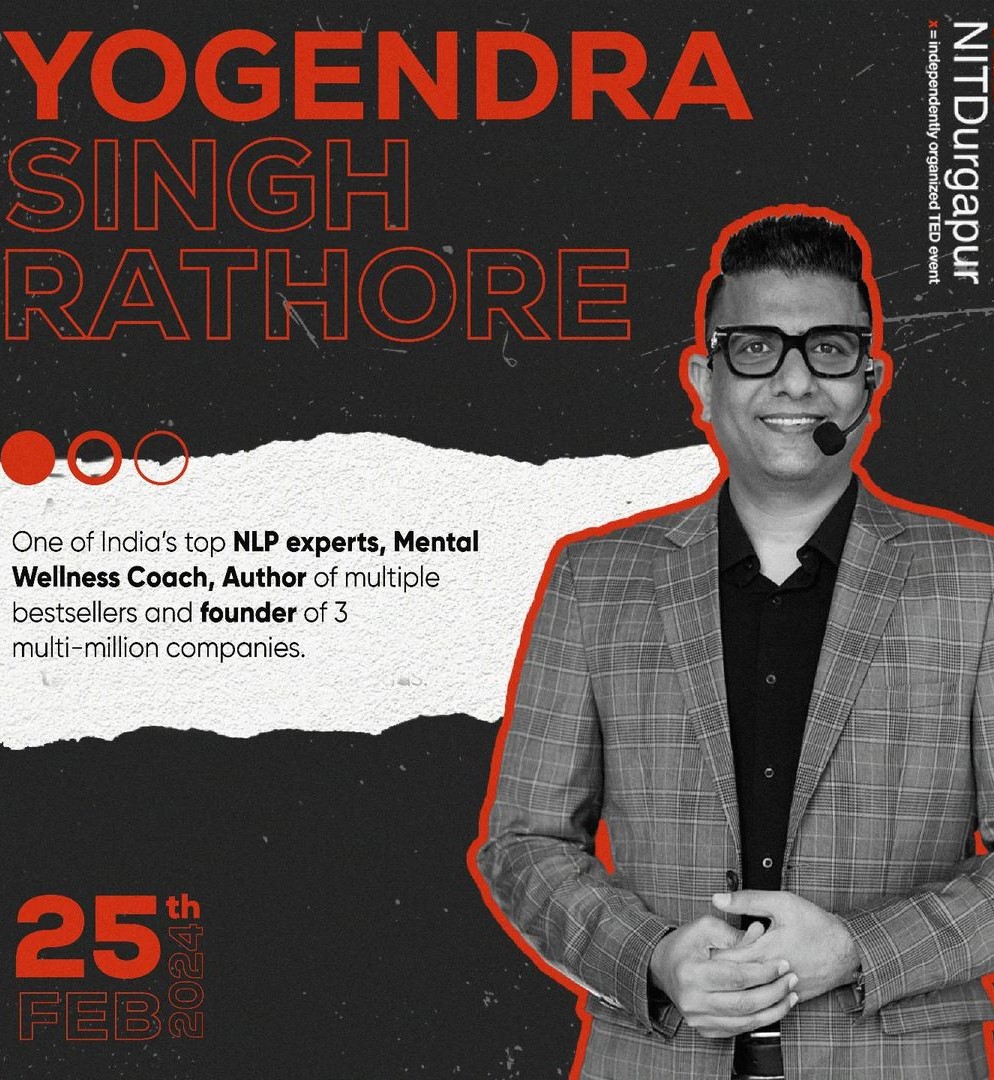 YOGENDRA
SINGH
RATHORE
NITDurgapur
x = independently organized TED event
One of India's top NLP experts, Mental
Wellness Coach, Author of multiple
bestsellers and founder of 3
multi-million companies.
25th
FEB 2024